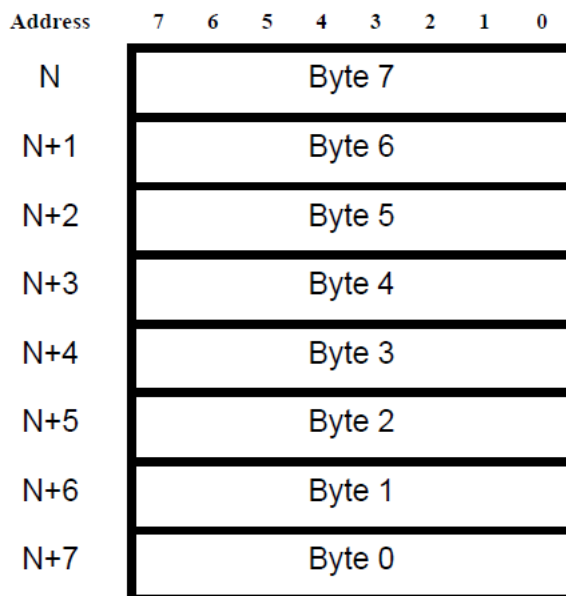 Address 7 6 5 4 3 2 1 0
N Byte 7
N+1 Byte 6
N+2 Byte 5
N+3 Byte 4
N+4 Byte 3
N+5 Byte 2
N+6 Byte 1
N+7 Byte 0